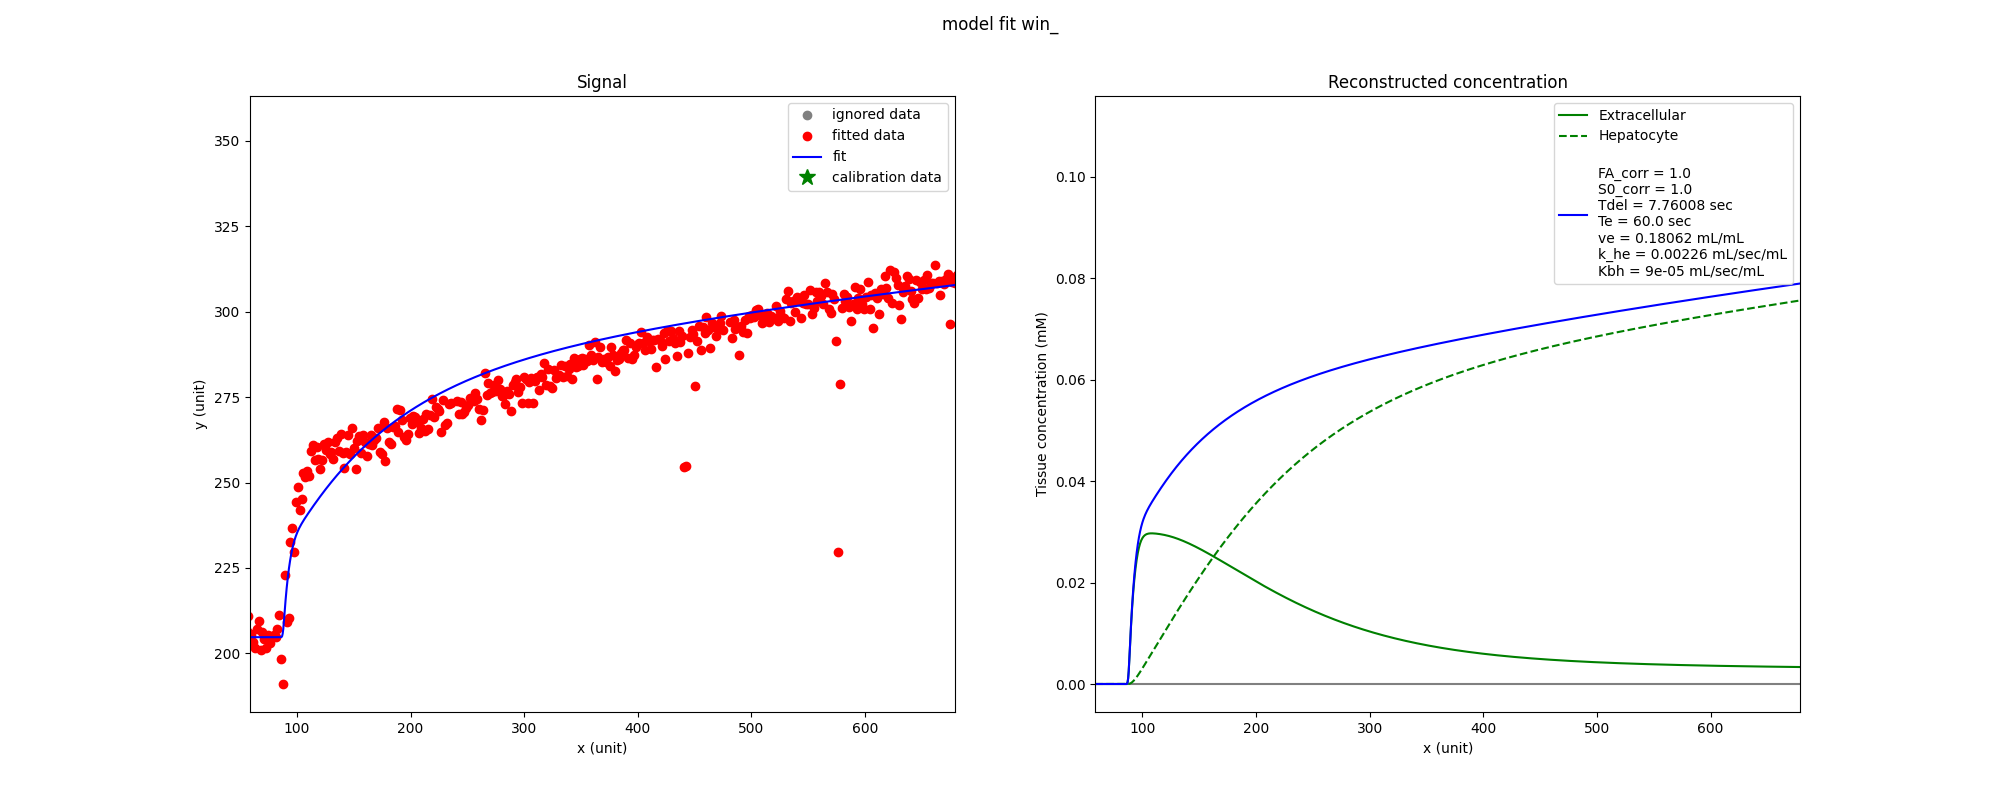 model fit win_
Signal
ignored data
fitted data
fit
calibration data
350
325
300
275
250
225
200
y (unit)
100
200
300
400
500
600
x (unit)
Reconstructed concentration
Extracellular
Hepatocyte
FA_corr = 1.0
S0_corr = 1.0
Tdel = 7.76008 sec
Te = 60.0 sec
ve = 0.18062 mL/mL
k_he = 0.00226 mL/sec/mL
Kbh = 9e-05 mL/sec/mL
0.10
0.08
0.06
0.04
0.02
0.00
Tissue concentration (mM)
100
200
300
400
500
600
x (unit)